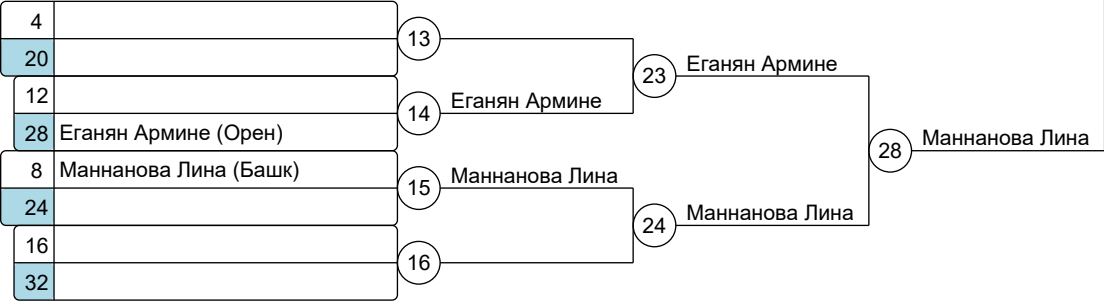 4
13
20
23 Еганян Армине
12
14 Еганян Армине
28 Еганян Армине (Орен)
28 Маннанова Лина
8 Маннанова Лина (Башк)
15 Маннанова Лина
24
24 Маннанова Лина
16
16
32